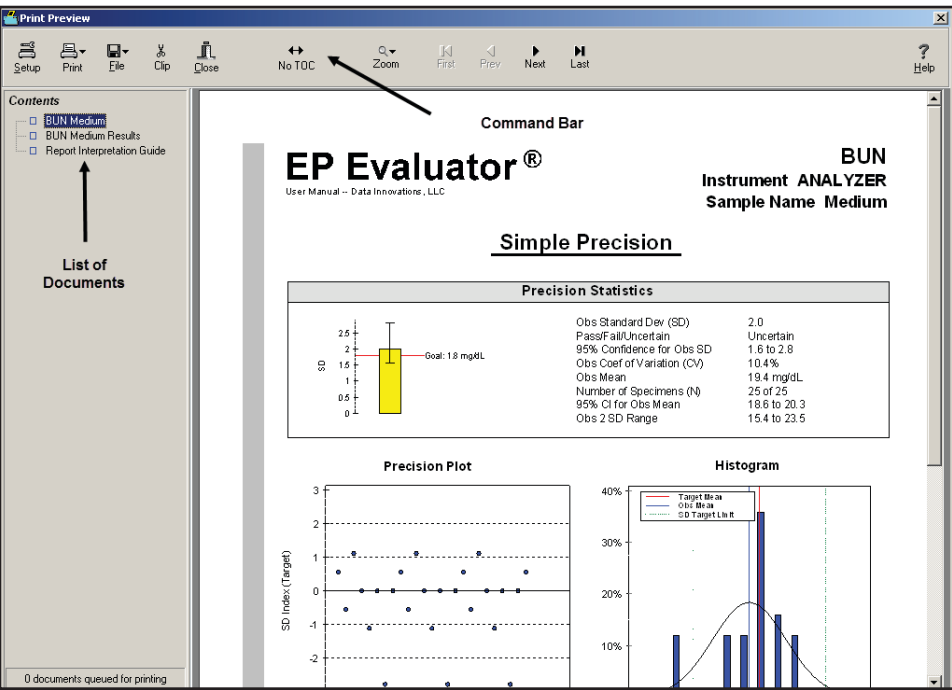 Print Preview
Setup Print File Clip Close No TOC Zoom First Prev Next Last Help
Contents
BUN Medium
BUN Medium Results
Report Interpretation Guide
List of
Documents
0 documents queued for printing
Command Bar
EP Evaluator ®
User Manual -- Data Innovations, LLC
BUN
Instrument ANALYZER
Sample Name Medium
Simple Precision
Precision Statistics
SD
2.5
2
1.5
1
0.5
0
Goal: 1.8 mg/dL
Obs Standard Dev (SD) 2.0
Pass/Fail/Uncertain Uncertain
95% Confidence for Obs SD 1.6 to 2.8
Obs Coef of Variation (CV) 10.4%
Obs Mean 19.4 mg/dL
Number of Specimens (N) 25 of 25
95% CI for Obs Mean 18.6 to 20.3
Obs 2 SD Range 15.4 to 23.5
Precision Plot
SD Index (Target)
3
2
1
0
-1
-2
Histogram
40%
30%
20%
10%
Target Mean
Obs Mean
SD Target Limit